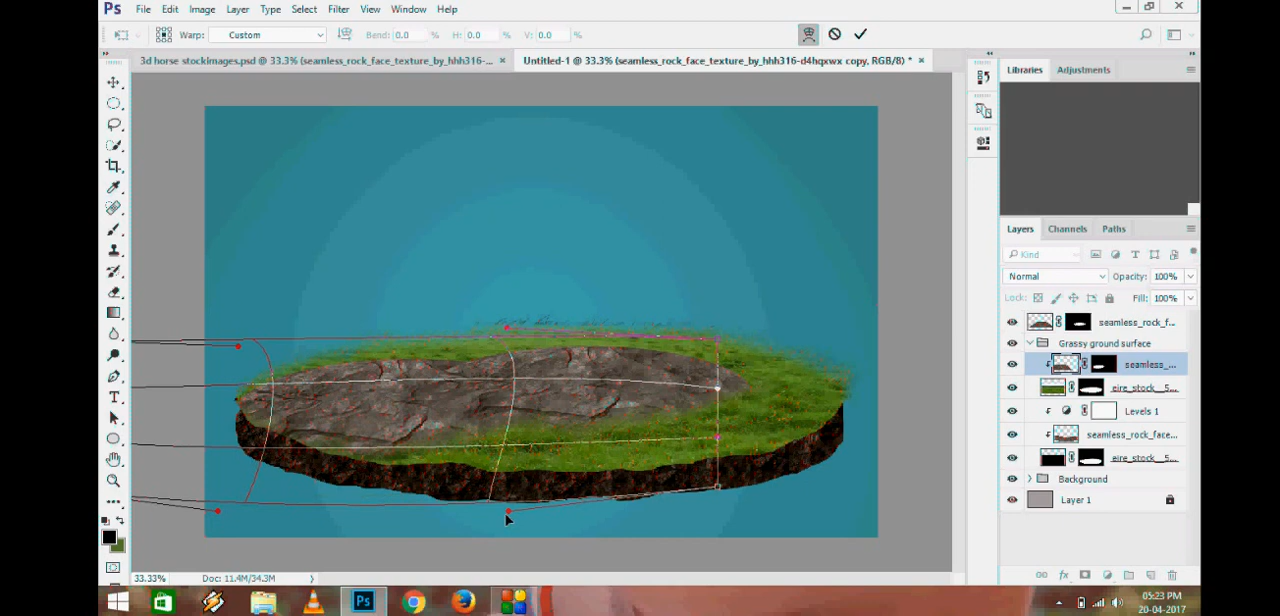 Ps File Edit Image Layer Type Select Filter View Window Help
Warp: Custom Bend: 0.0 % H: 0.0 % V: 0.0 %
3d horse stockimages.psd @ 33.3% (seamless_rock_face_texture_by_hhh316-... × Untitled-1 @ 33.3% (seamless_rock_face_texture_by_hhh316-d4hqxwx copy, RGB/8) * ×
Libraries Adjustments
Layers Channels Paths
Kind
Normal Opacity: 100%
Lock: Fill: 100%
seamless_rock_f...
Grassy ground surface
seamless_...
eire_stock__5...
Levels 1
seamless_rock_face...
eire_stock__5...
Background
Layer 1
33.33% Doc: 11.4M/34.3M
Ps
05:23 PM
20-04-2017